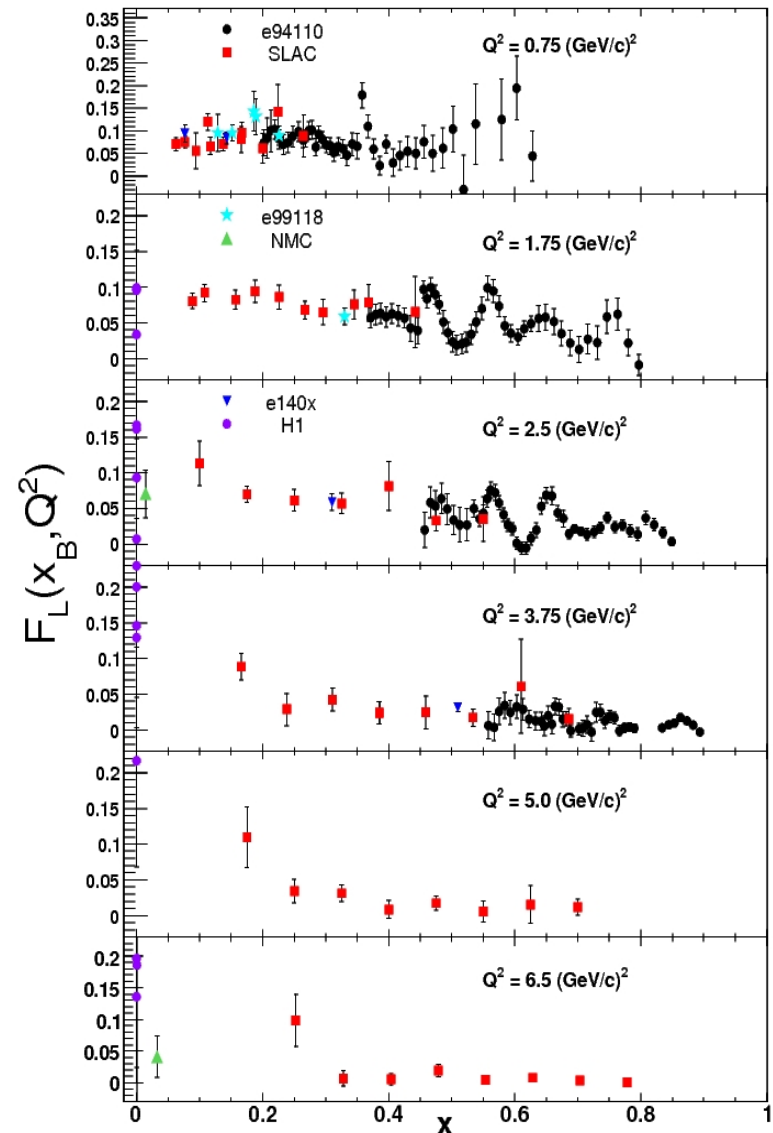 e94110
SLAC
Q² = 0.75 (GeV/c)²
0.35
0.3
0.25
0.2
0.15
0.1
0.05
0
e99118
NMC
Q² = 1.75 (GeV/c)²
0.2
0.15
0.1
0.05
0
e140x
H1
Q² = 2.5 (GeV/c)²
0.2
0.15
0.1
0.05
0
F_L(x_B,Q²)
Q² = 3.75 (GeV/c)²
0.2
0.15
0.1
0.05
0
Q² = 5.0 (GeV/c)²
0.2
0.15
0.1
0.05
0
Q² = 6.5 (GeV/c)²
0.2
0.15
0.1
0.05
0
0 0.2 0.4 0.6 0.8 1
x